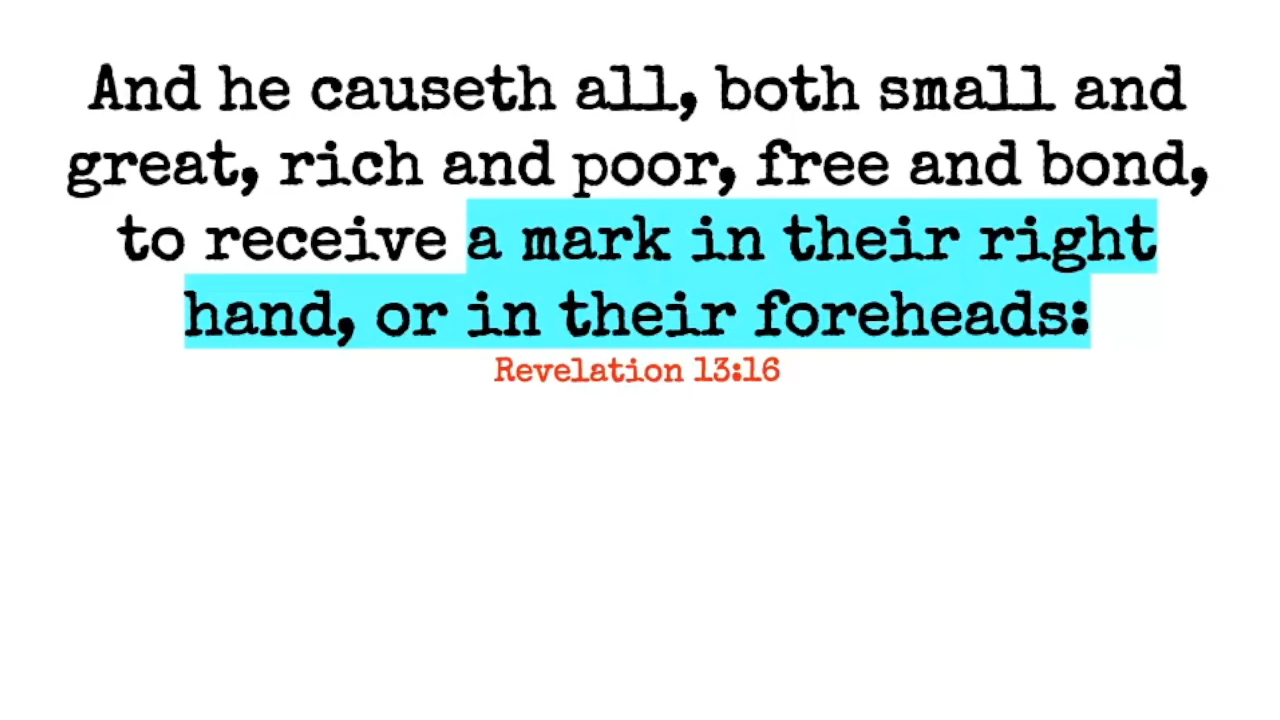 And he causeth all, both small and
great, rich and poor, free and bond,
to receive a mark in their right
hand, or in their foreheads:
Revelation 13:16